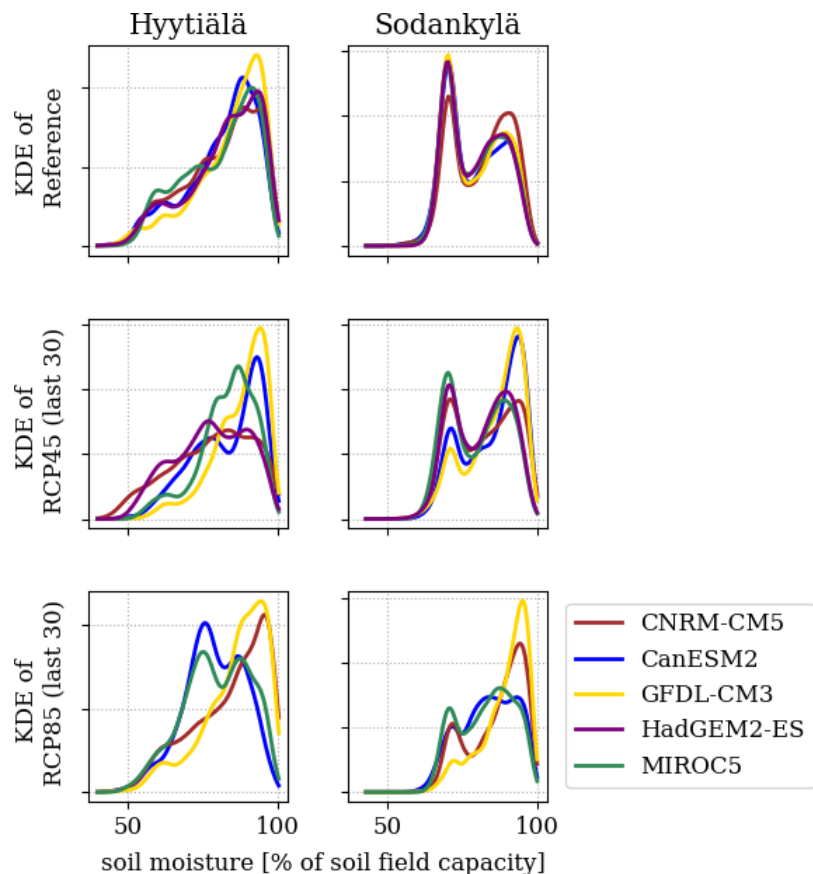 Hyytiälä
Sodankylä
KDE of
Reference
KDE of
RCP45 (last 30)
KDE of
RCP85 (last 30)
CNRM-CM5
CanESM2
GFDL-CM3
HadGEM2-ES
MIROC5
50
100
50
100
soil moisture [% of soil field capacity]